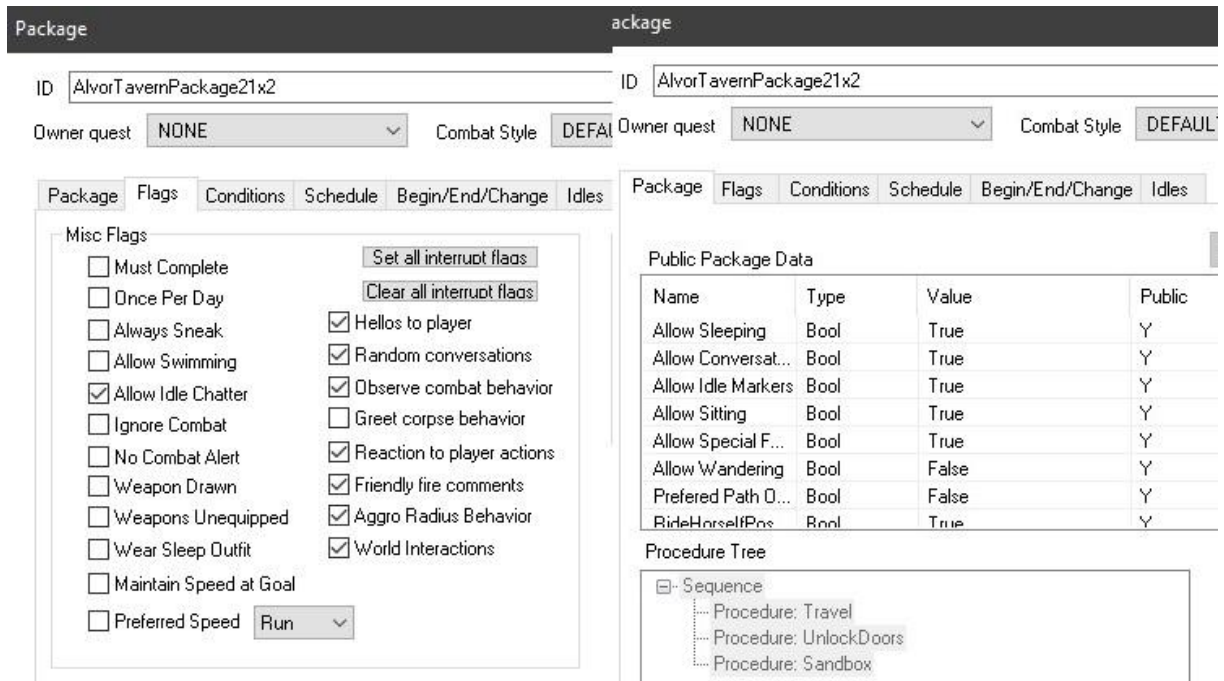 Package
ID AlvorTavernPackage21x2
Owner quest NONE Combat Style DEFAU
Package Flags Conditions Schedule Begin/End/Change Idles
Misc Flags
Must Complete
Once Per Day
Always Sneak
Allow Swimming
Allow Idle Chatter
Ignore Combat
No Combat Alert
Weapon Drawn
Weapons Unequipped
Wear Sleep Outfit
Maintain Speed at Goal
Preferred Speed Run
Set all interrupt flags
Clear all interrupt flags
Hellos to player
Random conversations
Observe combat behavior
Greet corpse behavior
Reaction to player actions
Friendly fire comments
Aggro Radius Behavior
World Interactions
ackage
ID AlvorTavernPackage21x2
Owner quest NONE Combat Style DEFAULT
Package Flags Conditions Schedule Begin/End/Change Idles
Public Package Data
Name Type Value Public
Allow Sleeping Bool True Y
Allow Conversat... Bool True Y
Allow Idle Markers Bool True Y
Allow Sitting Bool True Y
Allow Special F... Bool True Y
Allow Wandering Bool False Y
Prefered Path O... Bool False Y
RideHorseIfPos Bool True Y
Procedure Tree
Sequence
Procedure: Travel
Procedure: UnlockDoors
Procedure: Sandbox